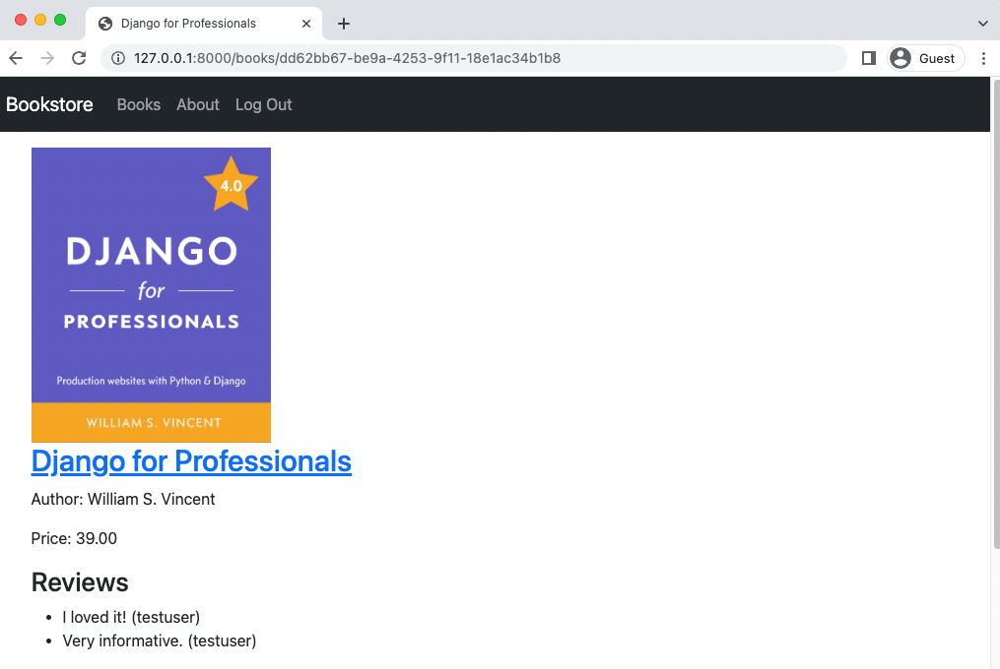 Django for Professionals
127.0.0.1:8000/books/dd62bb67-be9a-4253-9f11-18e1ac34b1b8
Guest
Bookstore Books About Log Out
4.0
DJANGO
for
PROFESSIONALS
Production websites with Python & Django
WILLIAM S. VINCENT
Django for Professionals
Author: William S. Vincent
Price: 39.00
Reviews
• I loved it! (testuser)
• Very informative. (testuser)